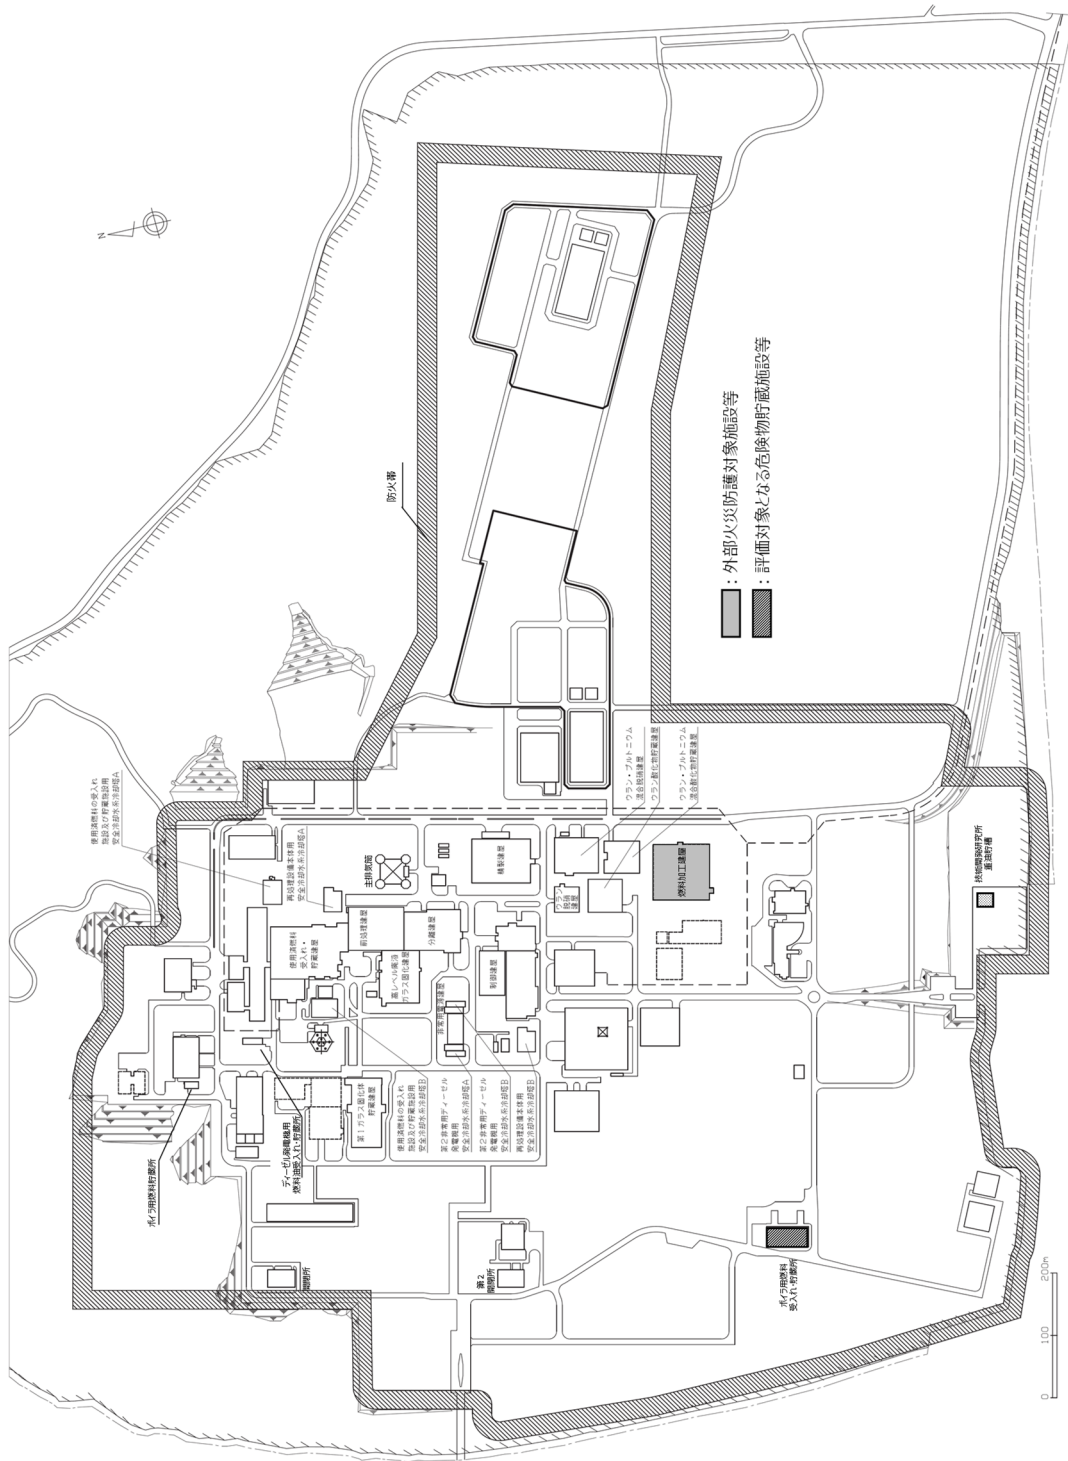 N
防火帯
：外部火災防護対象施設等
：評価対象となる危険物貯蔵施設等
使用済燃料の受入れ
施設及び貯蔵施設用
安全冷却水系冷却塔A
再処理設備本体用
安全冷却水系冷却塔A
主排気筒
精製建屋
ウラン・プルトニウム
混合脱硝建屋
ウラン酸化物貯蔵建屋
ウラン・プルトニウム
混合酸化物貯蔵建屋
ウラン
脱硝
建屋
燃料加工建屋
技術開発研究所
重油貯槽
使用済燃料
受入れ・
貯蔵建屋
前処理建屋
分離建屋
高レベル廃液
ガラス固化建屋
制御建屋
非常用電源建屋
第1ガラス固化体
貯蔵建屋
使用済燃料の受入れ
施設及び貯蔵施設用
安全冷却水系冷却塔B
第2非常用ディーゼル
発電機用
安全冷却水系冷却塔A
第2非常用ディーゼル
発電機用
安全冷却水系冷却塔B
再処理設備本体用
安全冷却水系冷却塔B
ディーゼル発電機用
燃料油受入れ・貯蔵所
ボイラ用燃料貯蔵所
開閉所
第2
開閉所
ボイラ用燃料
受入れ・貯蔵所
0 100 200m